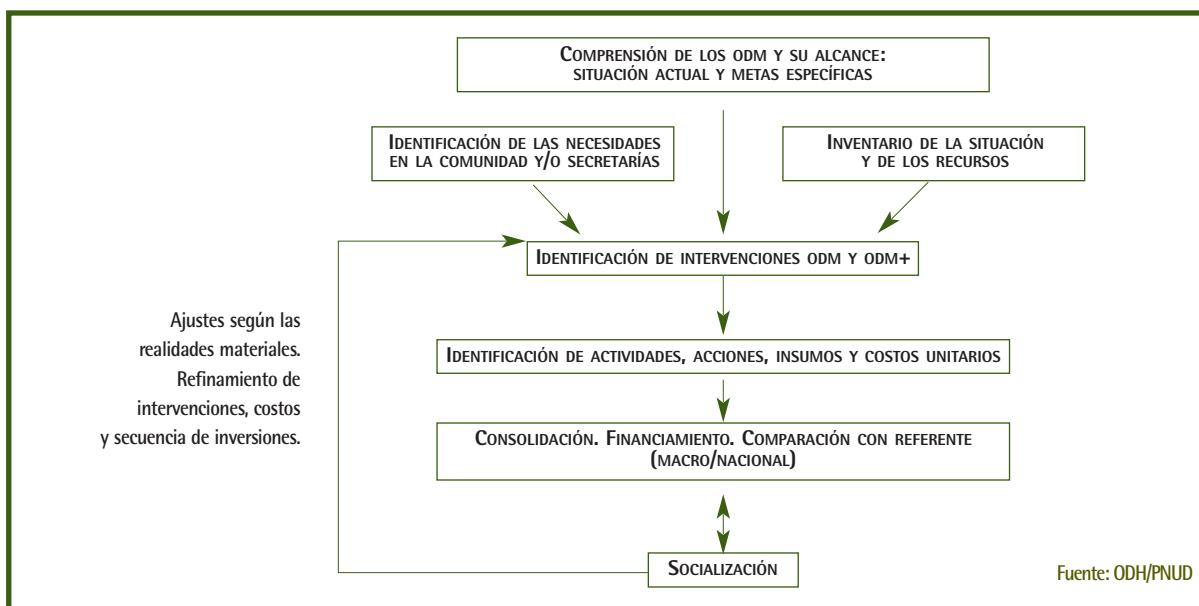 COMPRENSIÓN DE LOS ODM Y SU ALCANCE:
SITUACIÓN ACTUAL Y METAS ESPECÍFICAS
IDENTIFICACIÓN DE LAS NECESIDADES
EN LA COMUNIDAD Y/O SECRETARÍAS
INVENTARIO DE LA SITUACIÓN
Y DE LOS RECURSOS
IDENTIFICACIÓN DE INTERVENCIONES ODM Y ODM+
Ajustes según las
realidades materiales.
Refinamiento de
intervenciones, costos
y secuencia de inversiones.
IDENTIFICACIÓN DE ACTIVIDADES, ACCIONES, INSUMOS Y COSTOS UNITARIOS
CONSOLIDACIÓN. FINANCIAMIENTO. COMPARACIÓN CON REFERENTE
(MACRO/NACIONAL)
SOCIALIZACIÓN
Fuente: ODH/PNUD